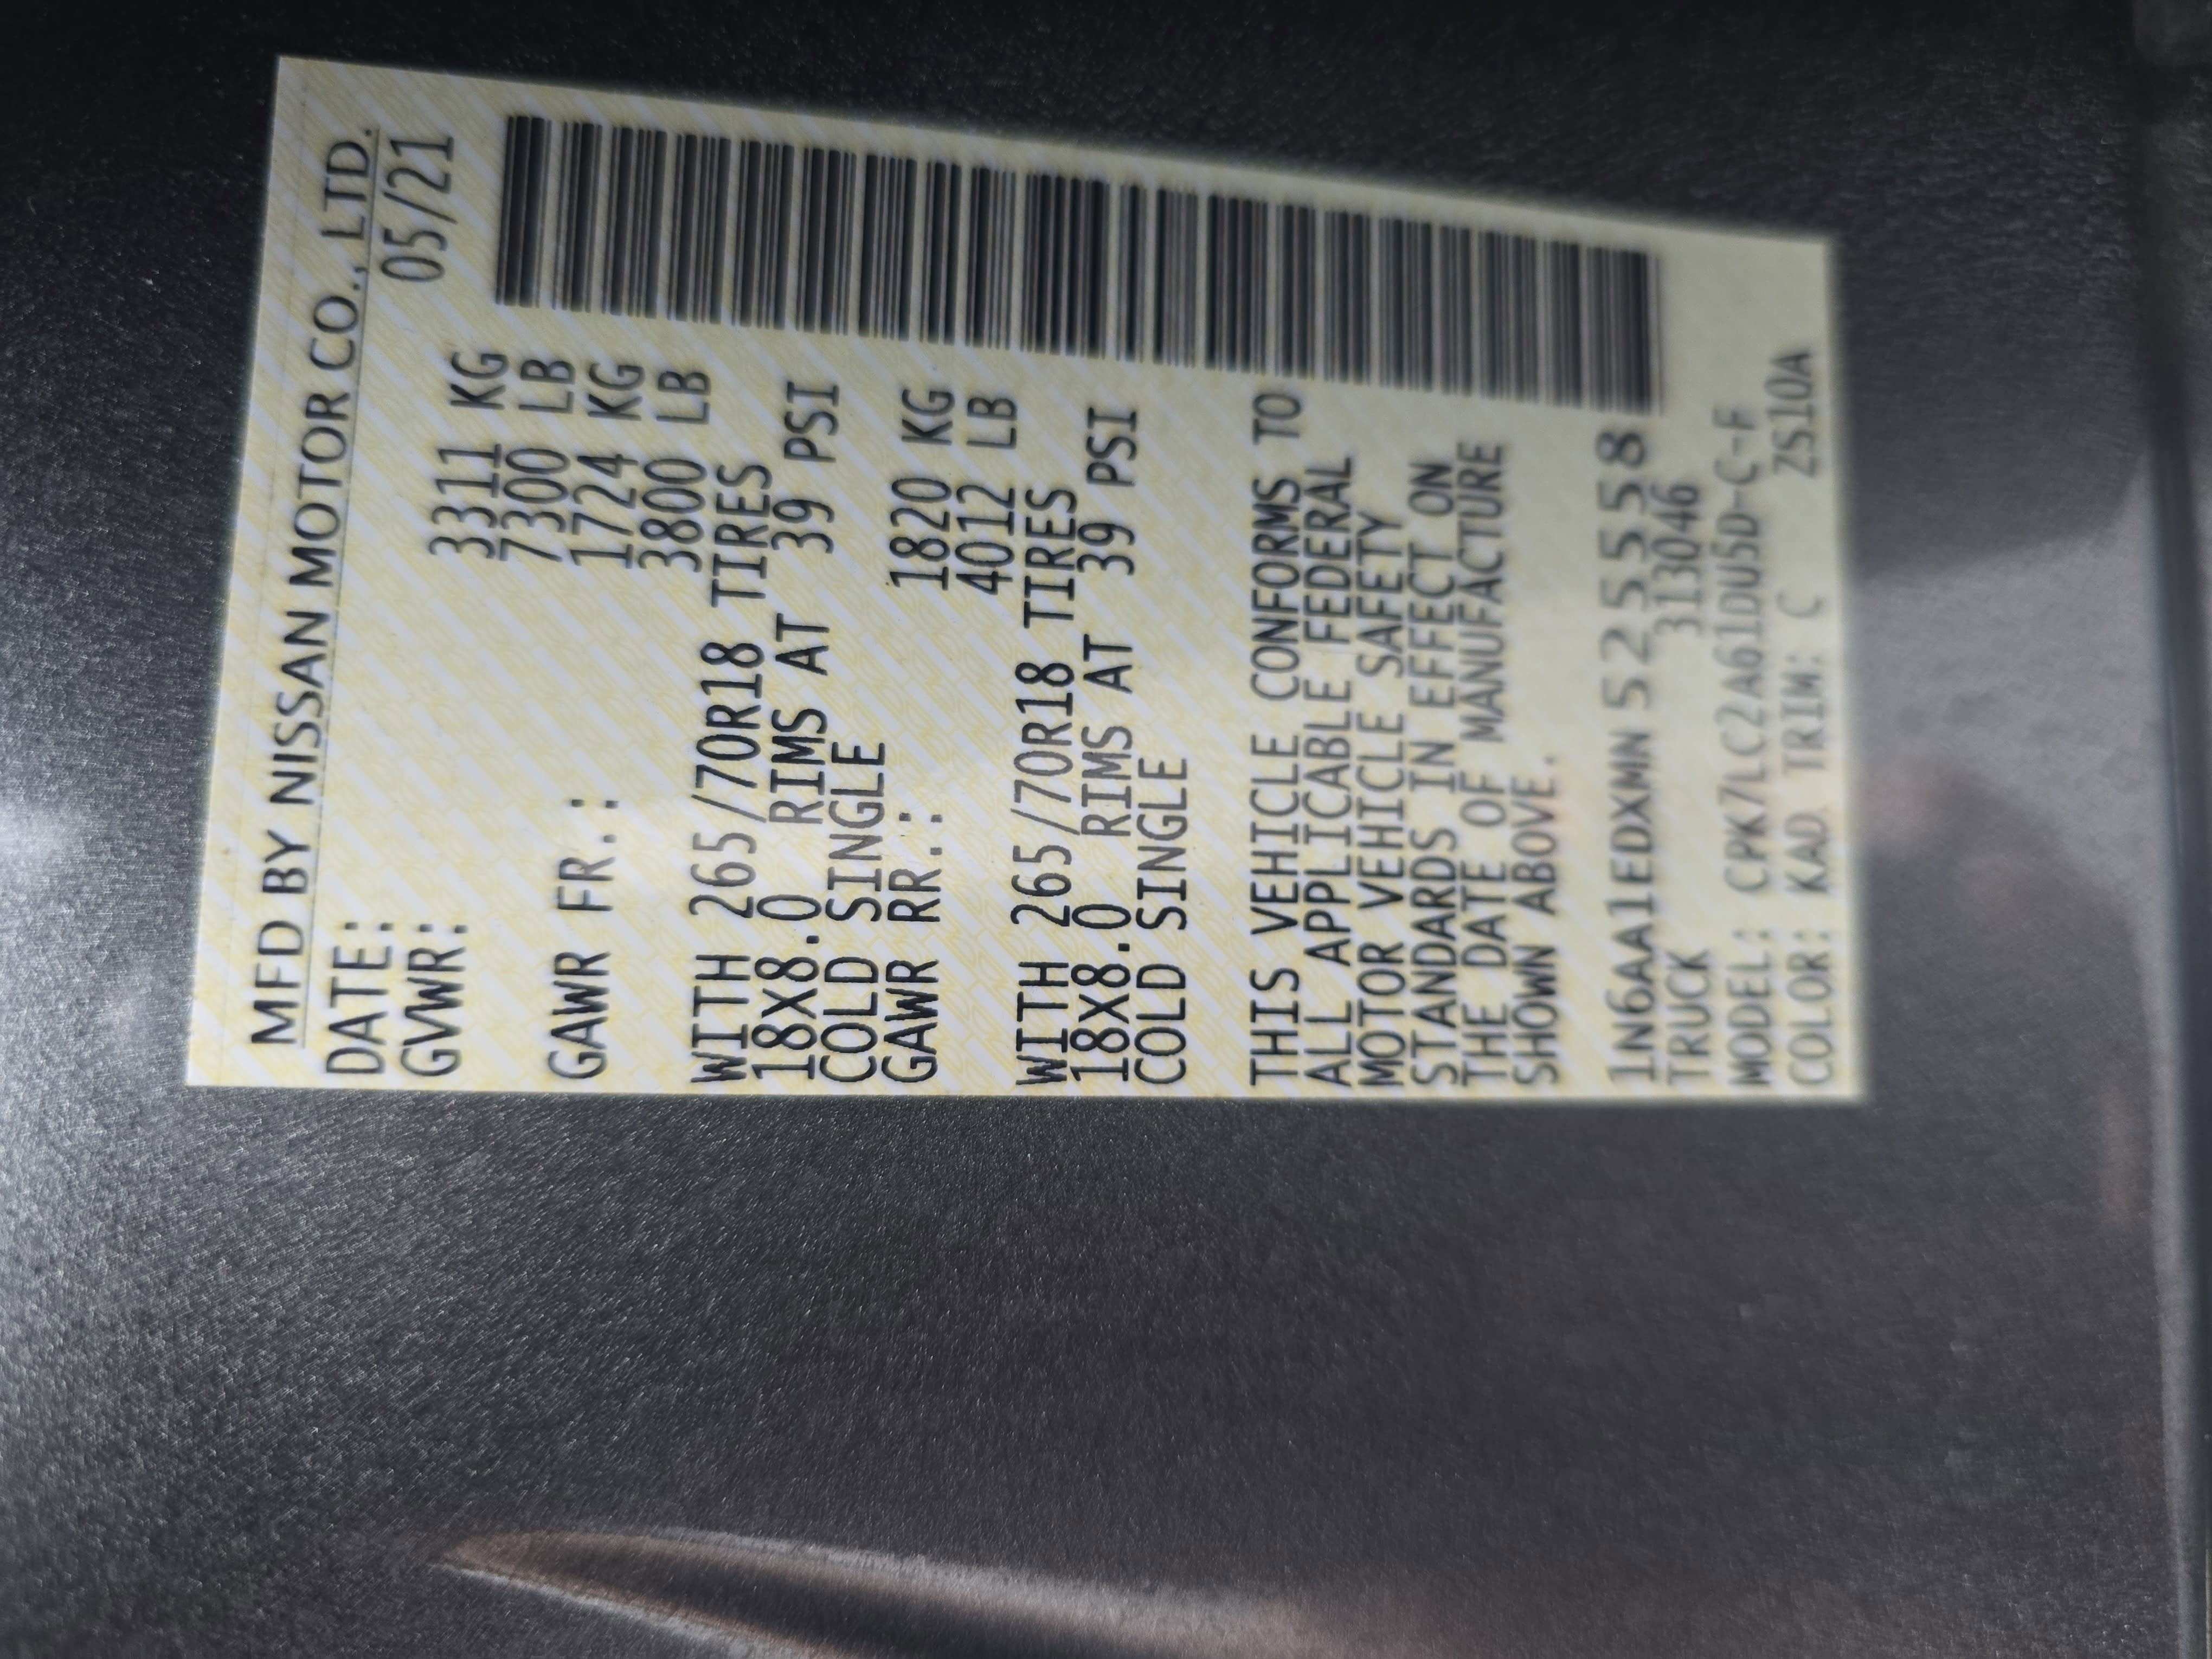 MFD BY NISSAN MOTOR CO., LTD.
DATE: 05/21
GVWR: 3311 KG
7300 LB
GAWR FR.: 1724 KG
3800 LB
WITH 265/70R18 TIRES
18X8.0 RIMS AT 39 PSI
COLD SINGLE
GAWR RR.: 1820 KG
4012 LB
WITH 265/70R18 TIRES
18X8.0 RIMS AT 39 PSI
COLD SINGLE
THIS VEHICLE CONFORMS TO
ALL APPLICABLE FEDERAL
MOTOR VEHICLE SAFETY
STANDARDS IN EFFECT ON
THE DATE OF MANUFACTURE
SHOWN ABOVE.
1N6AA1EDXMN525558
TRUCK 313046
MODEL: CPK7LC2A61DU5D-C-F
COLOR: KAD TRIM: C ZS10A